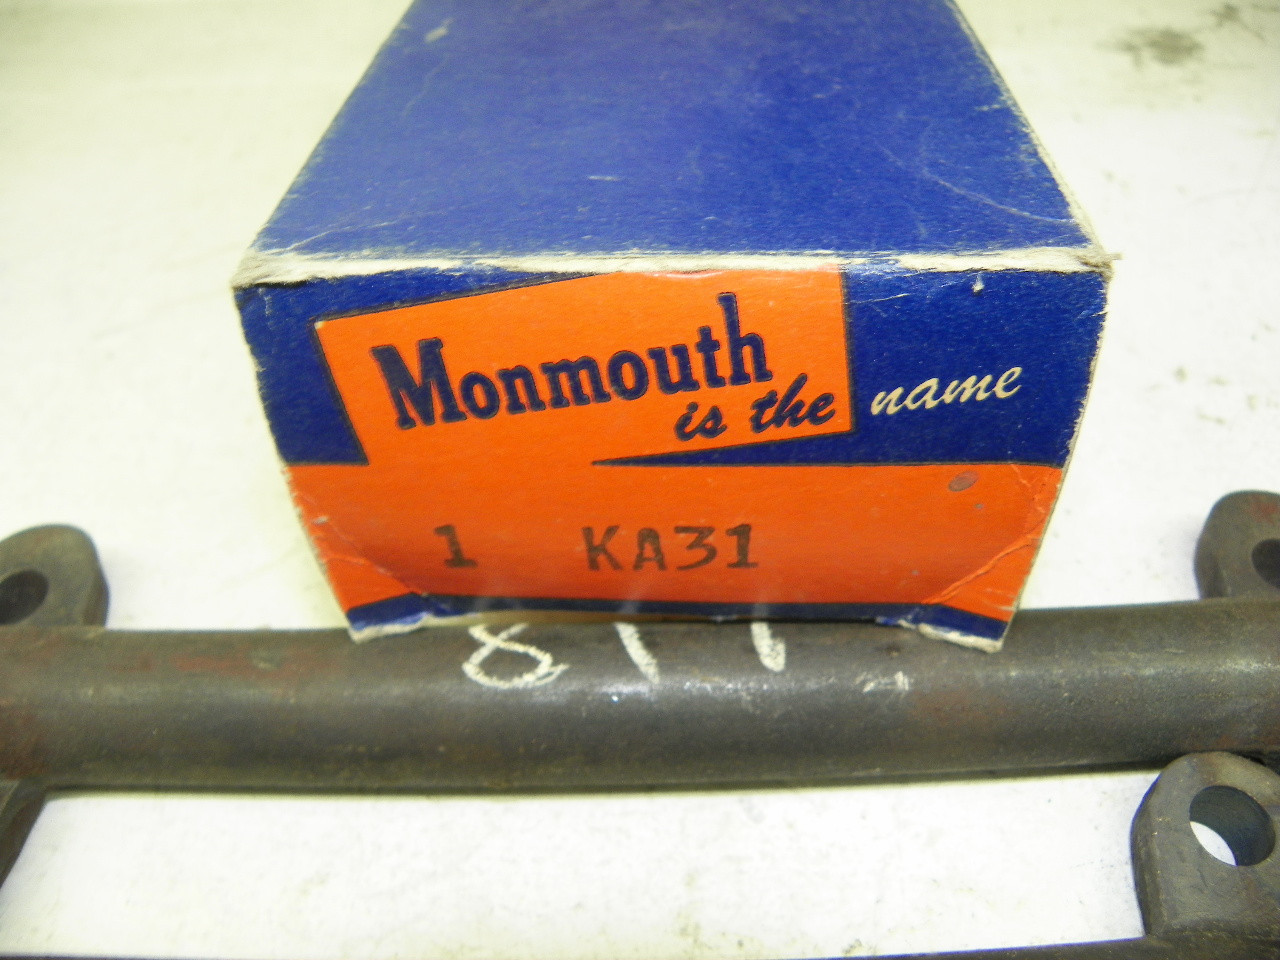 Monmouth
is the name
1 KA31
811